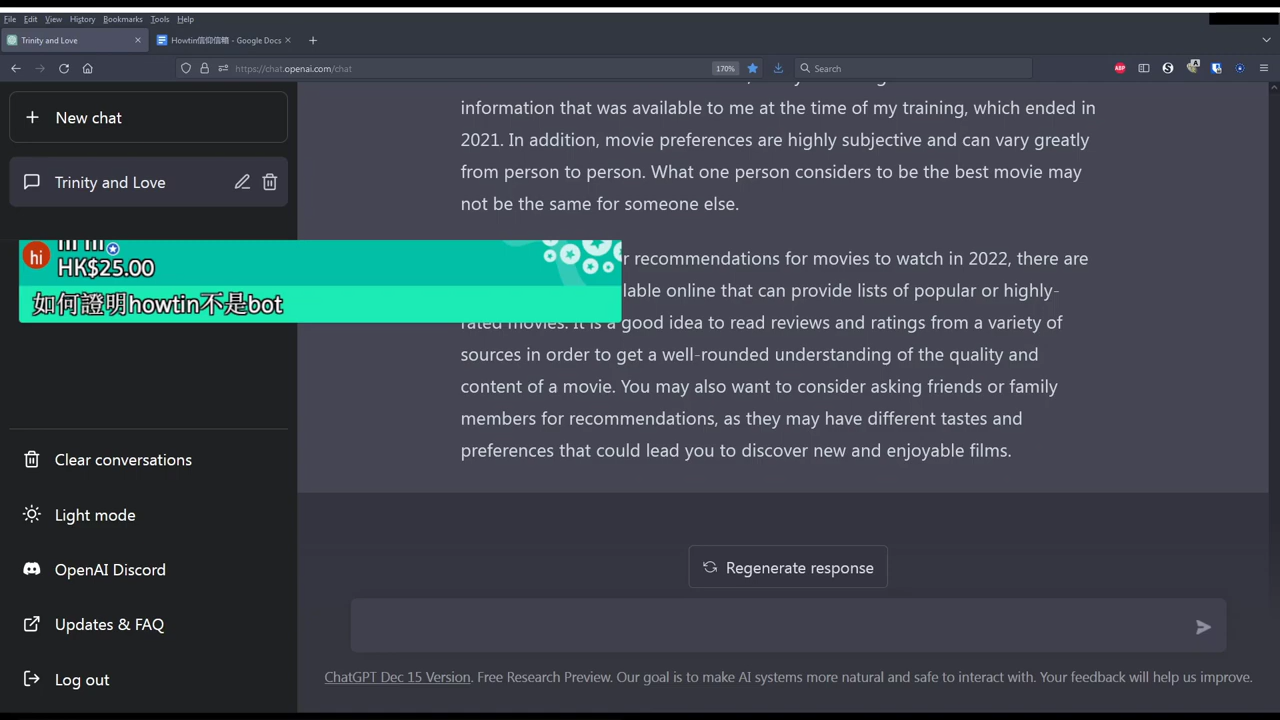 File Edit View History Bookmarks Tools Help
Trinity and Love
Howtin信仰信輔 - Google Docs
https://chat.openai.com/chat
170%
Search
New chat
Trinity and Love
information that was available to me at the time of my training, which ended in
2021. In addition, movie preferences are highly subjective and can vary greatly
from person to person. What one person considers to be the best movie may
not be the same for someone else.
hi
hi hi
HK$25.00
如何證明howtin不是bot
r recommendations for movies to watch in 2022, there are
lable online that can provide lists of popular or highly-
rated movies. It is a good idea to read reviews and ratings from a variety of
sources in order to get a well-rounded understanding of the quality and
content of a movie. You may also want to consider asking friends or family
members for recommendations, as they may have different tastes and
preferences that could lead you to discover new and enjoyable films.
Clear conversations
Light mode
OpenAI Discord
Updates & FAQ
Log out
Regenerate response
ChatGPT Dec 15 Version. Free Research Preview. Our goal is to make AI systems more natural and safe to interact with. Your feedback will help us improve.